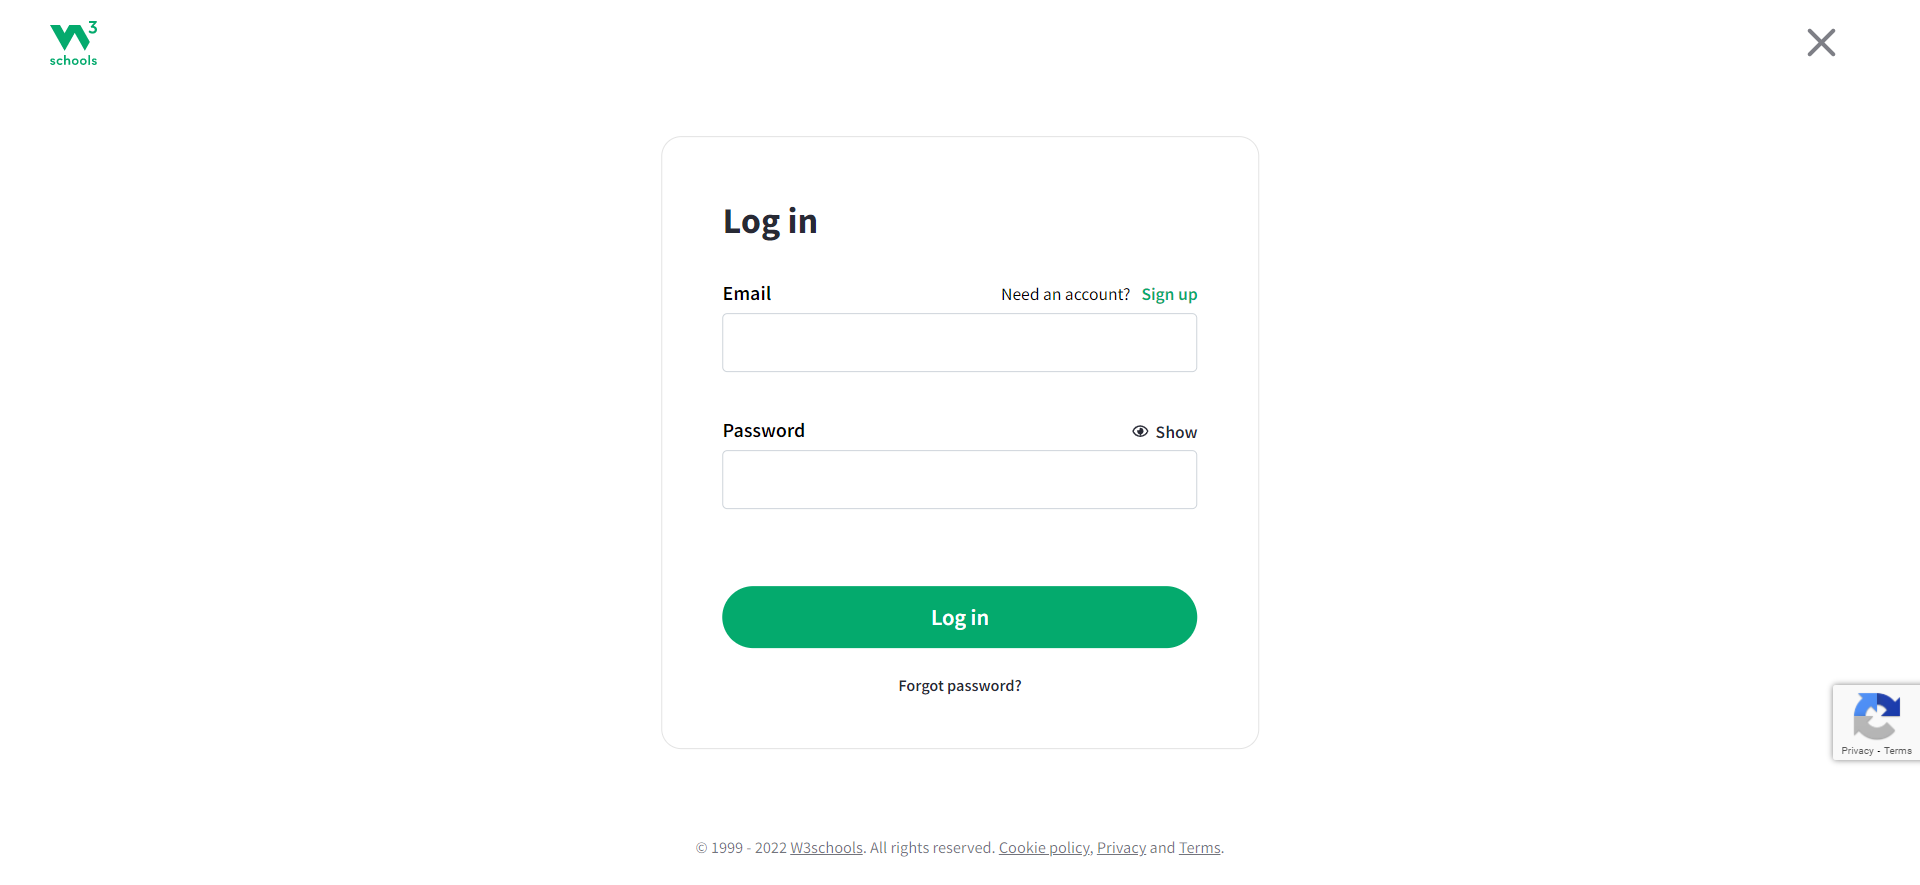 W3
schools
Log in
Email
Need an account? Sign up
Password
Show
Log in
Forgot password?
Privacy - Terms
© 1999 - 2022 W3schools. All rights reserved. Cookie policy, Privacy and Terms.